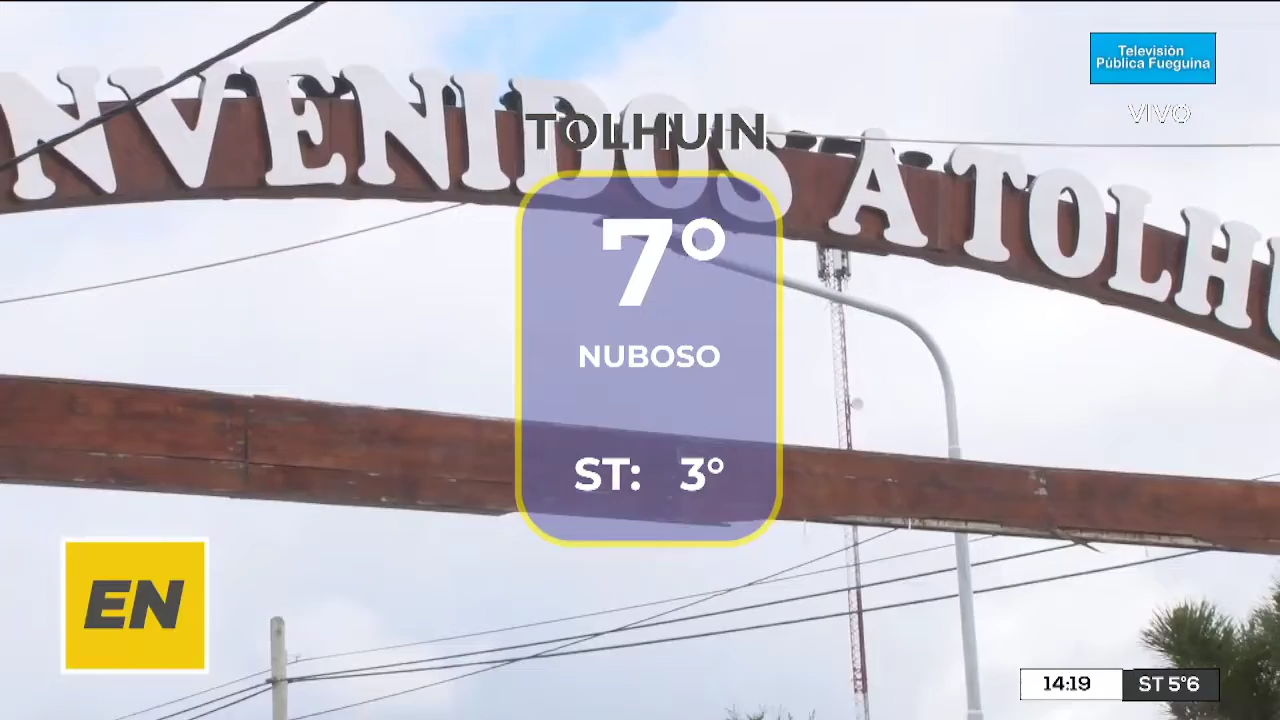 Televisión
Pública Fueguina
VIVO
NVENIDOS A TOLHU
TOLHUIN
7°
NUBOSO
ST: 3°
EN
14:19 ST 5°6